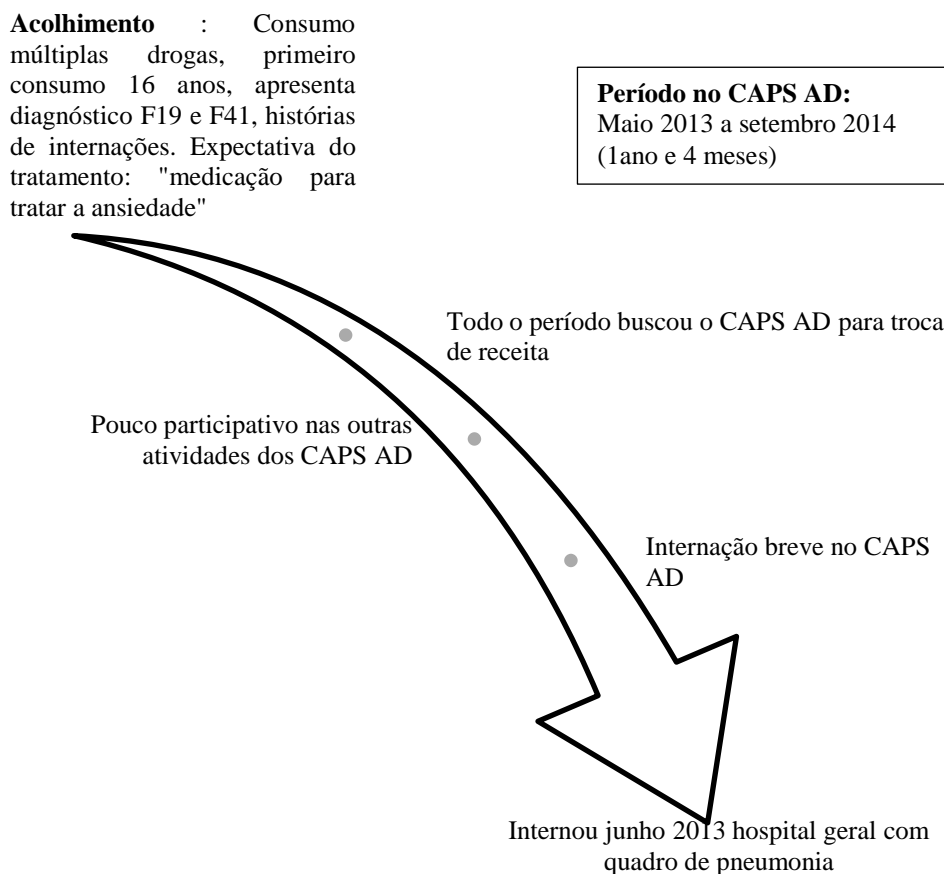 Acolhimento : Consumo
múltiplas drogas, primeiro
consumo 16 anos, apresenta
diagnóstico F19 e F41, histórias
de internações. Expectativa do
tratamento: "medicação para
tratar a ansiedade"
Período no CAPS AD:
Maio 2013 a setembro 2014
(1ano e 4 meses)
Todo o período buscou o CAPS AD para troca
de receita
Pouco participativo nas outras
atividades dos CAPS AD
Internação breve no CAPS
AD
Internou junho 2013 hospital geral com
quadro de pneumonia